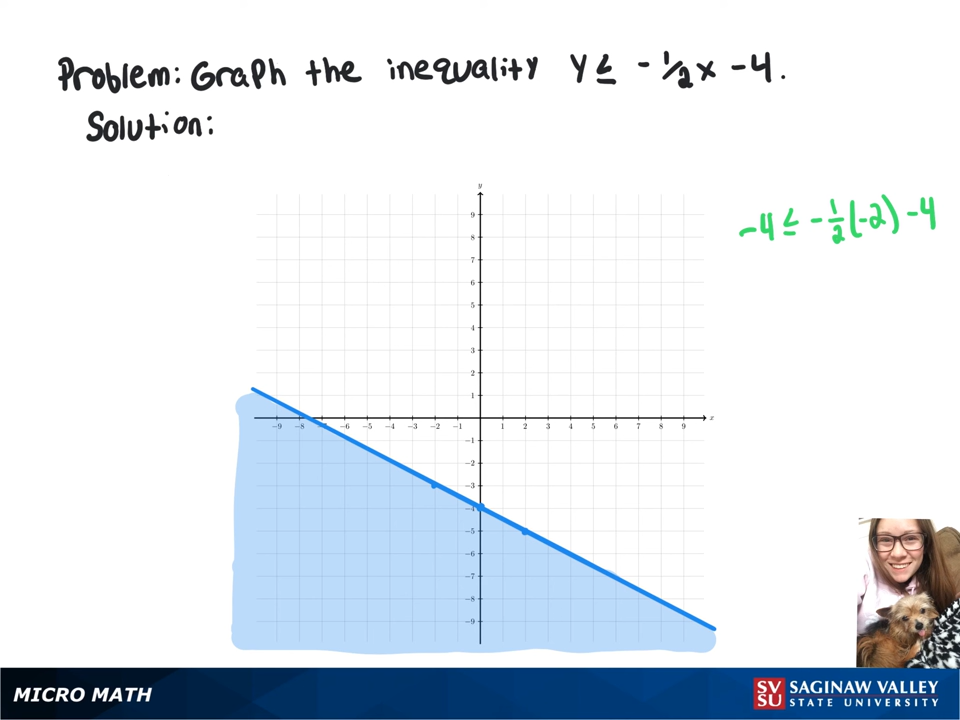 Problem: Graph the inequality y ≤ -1/2x -4.
Solution:
-4 ≤ -1/2(-2) -4
y
9
8
7
6
5
4
3
2
1
-9 -8 -7 -6 -5 -4 -3 -2 -1 1 2 3 4 5 6 7 8 9 x
-1
-2
-3
-4
-5
-6
-7
-8
-9
MICRO MATH
SV SU SAGINAW VALLEY
STATE UNIVERSITY